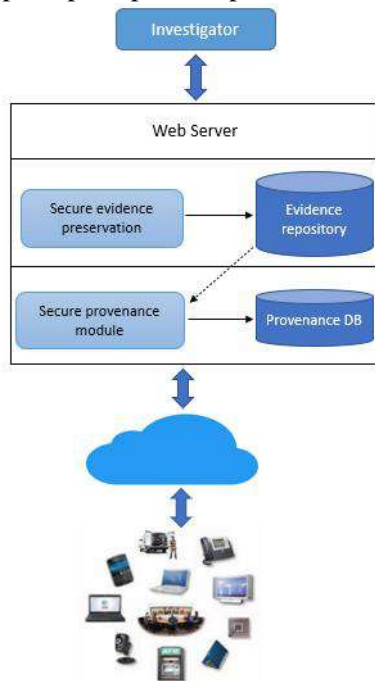 Investigator
Web Server
Secure evidence
preservation
Evidence
repository
Secure provenance
module
Provenance DB